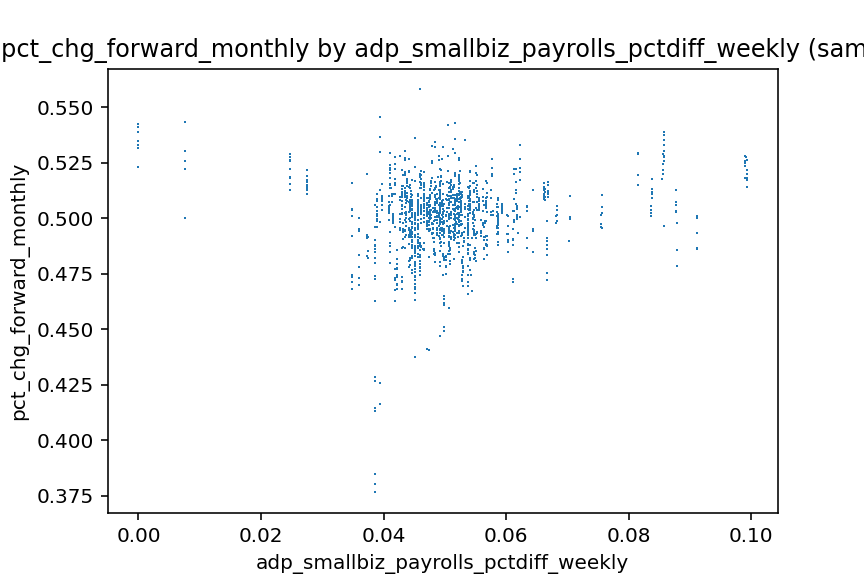 pct_chg_forward_monthly by adp_smallbiz_payrolls_pctdiff_weekly (sam
0.550
0.525
0.500
0.475
0.450
0.425
0.400
0.375
pct_chg_forward_monthly
0.00 0.02 0.04 0.06 0.08 0.10
adp_smallbiz_payrolls_pctdiff_weekly